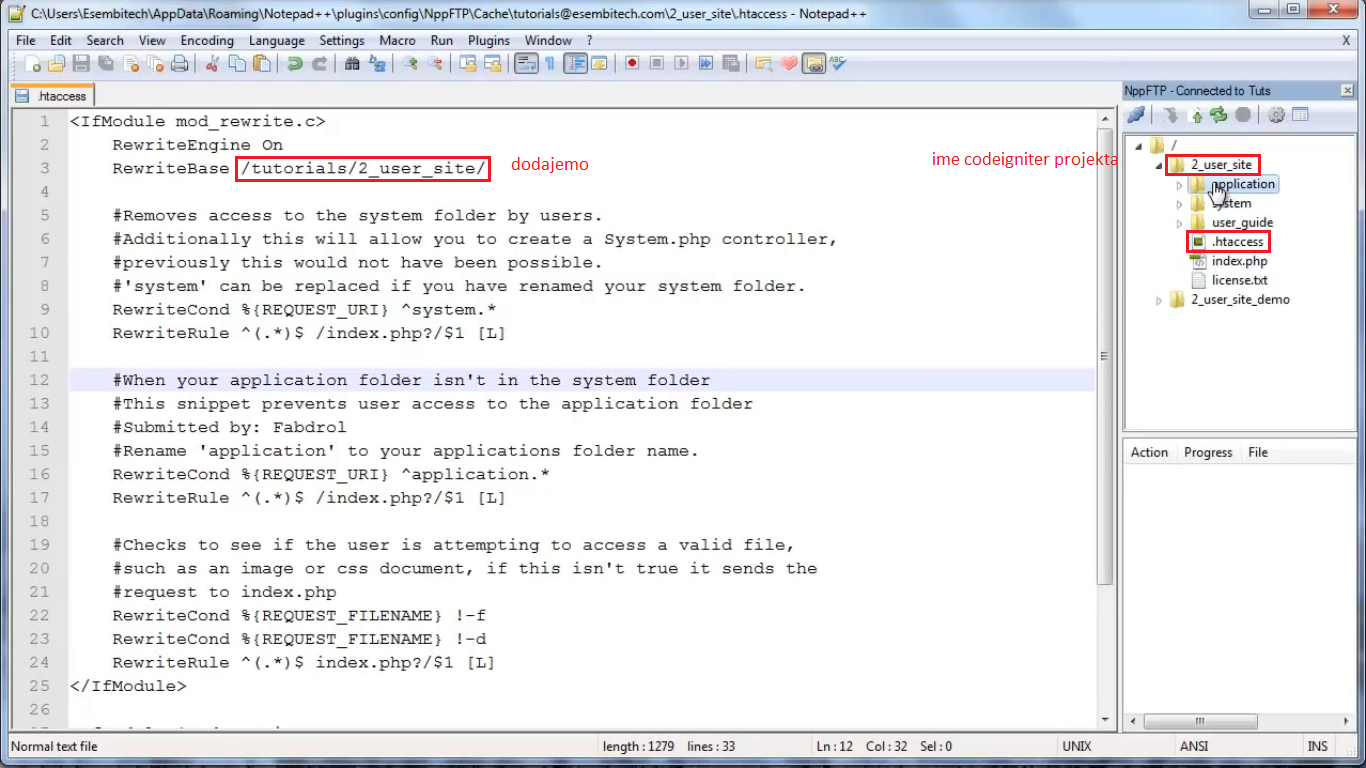 C:\Users\Esembitech\AppData\Roaming\Notepad++\plugins\config\NppFTP\Cache\tutorials@esembitech.com\2_user_site\.htaccess - Notepad++
File Edit Search View Encoding Language Settings Macro Run Plugins Window ? X
.htaccess
1 <IfModule mod_rewrite.c>
2 RewriteEngine On
3 RewriteBase /tutorials/2_user_site/ dodajemo
4
5 #Removes access to the system folder by users.
6 #Additionally this will allow you to create a System.php controller,
7 #previously this would not have been possible.
8 #'system' can be replaced if you have renamed your system folder.
9 RewriteCond %{REQUEST_URI} ^system.*
10 RewriteRule ^(.*)$ /index.php?/$1 [L]
11
12 #When your application folder isn't in the system folder
13 #This snippet prevents user access to the application folder
14 #Submitted by: Fabdrol
15 #Rename 'application' to your applications folder name.
16 RewriteCond %{REQUEST_URI} ^application.*
17 RewriteRule ^(.*)$ /index.php?/$1 [L]
18
19 #Checks to see if the user is attempting to access a valid file,
20 #such as an image or css document, if this isn't true it sends the
21 #request to index.php
22 RewriteCond %{REQUEST_FILENAME} !-f
23 RewriteCond %{REQUEST_FILENAME} !-d
24 RewriteRule ^(.*)$ index.php?/$1 [L]
25 </IfModule>
26
ime codeigniter projekta
NppFTP - Connected to Tuts
/
2_user_site
application
system
user_guide
.htaccess
index.php
license.txt
2_user_site_demo
Action Progress File
Normal text file length : 1279 lines : 33 Ln : 12 Col : 32 Sel : 0 UNIX ANSI INS